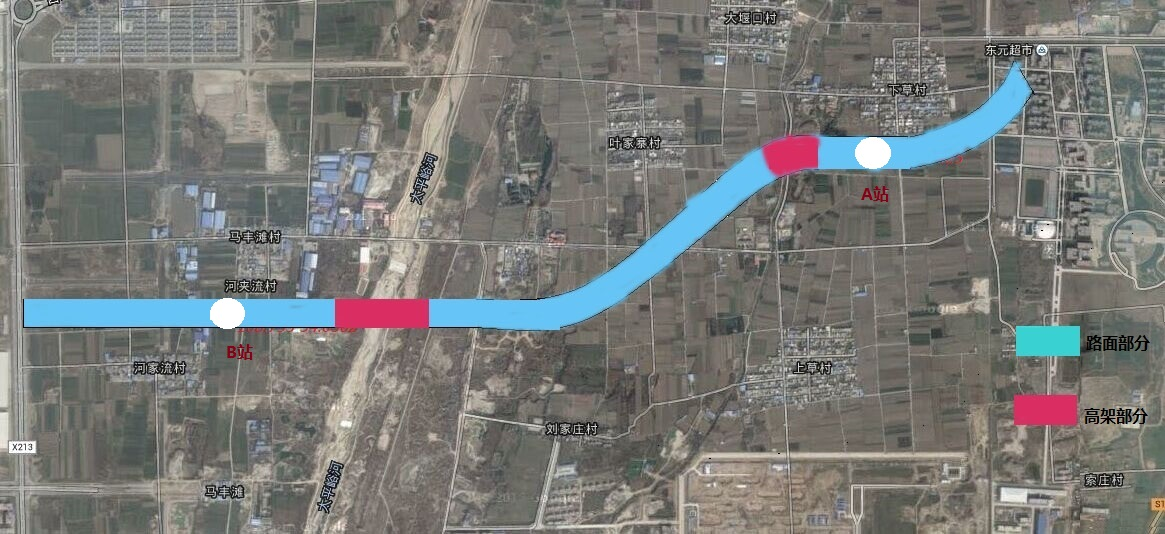 大堰口村
东元超市
下草村
叶家寨村
太平峪河
A站
马丰滩村
河夹流村
B站
路面部分
河家流村
上草村
高架部分
刘家庄村
X213
索庄村
马丰滩
太平峪河
S1